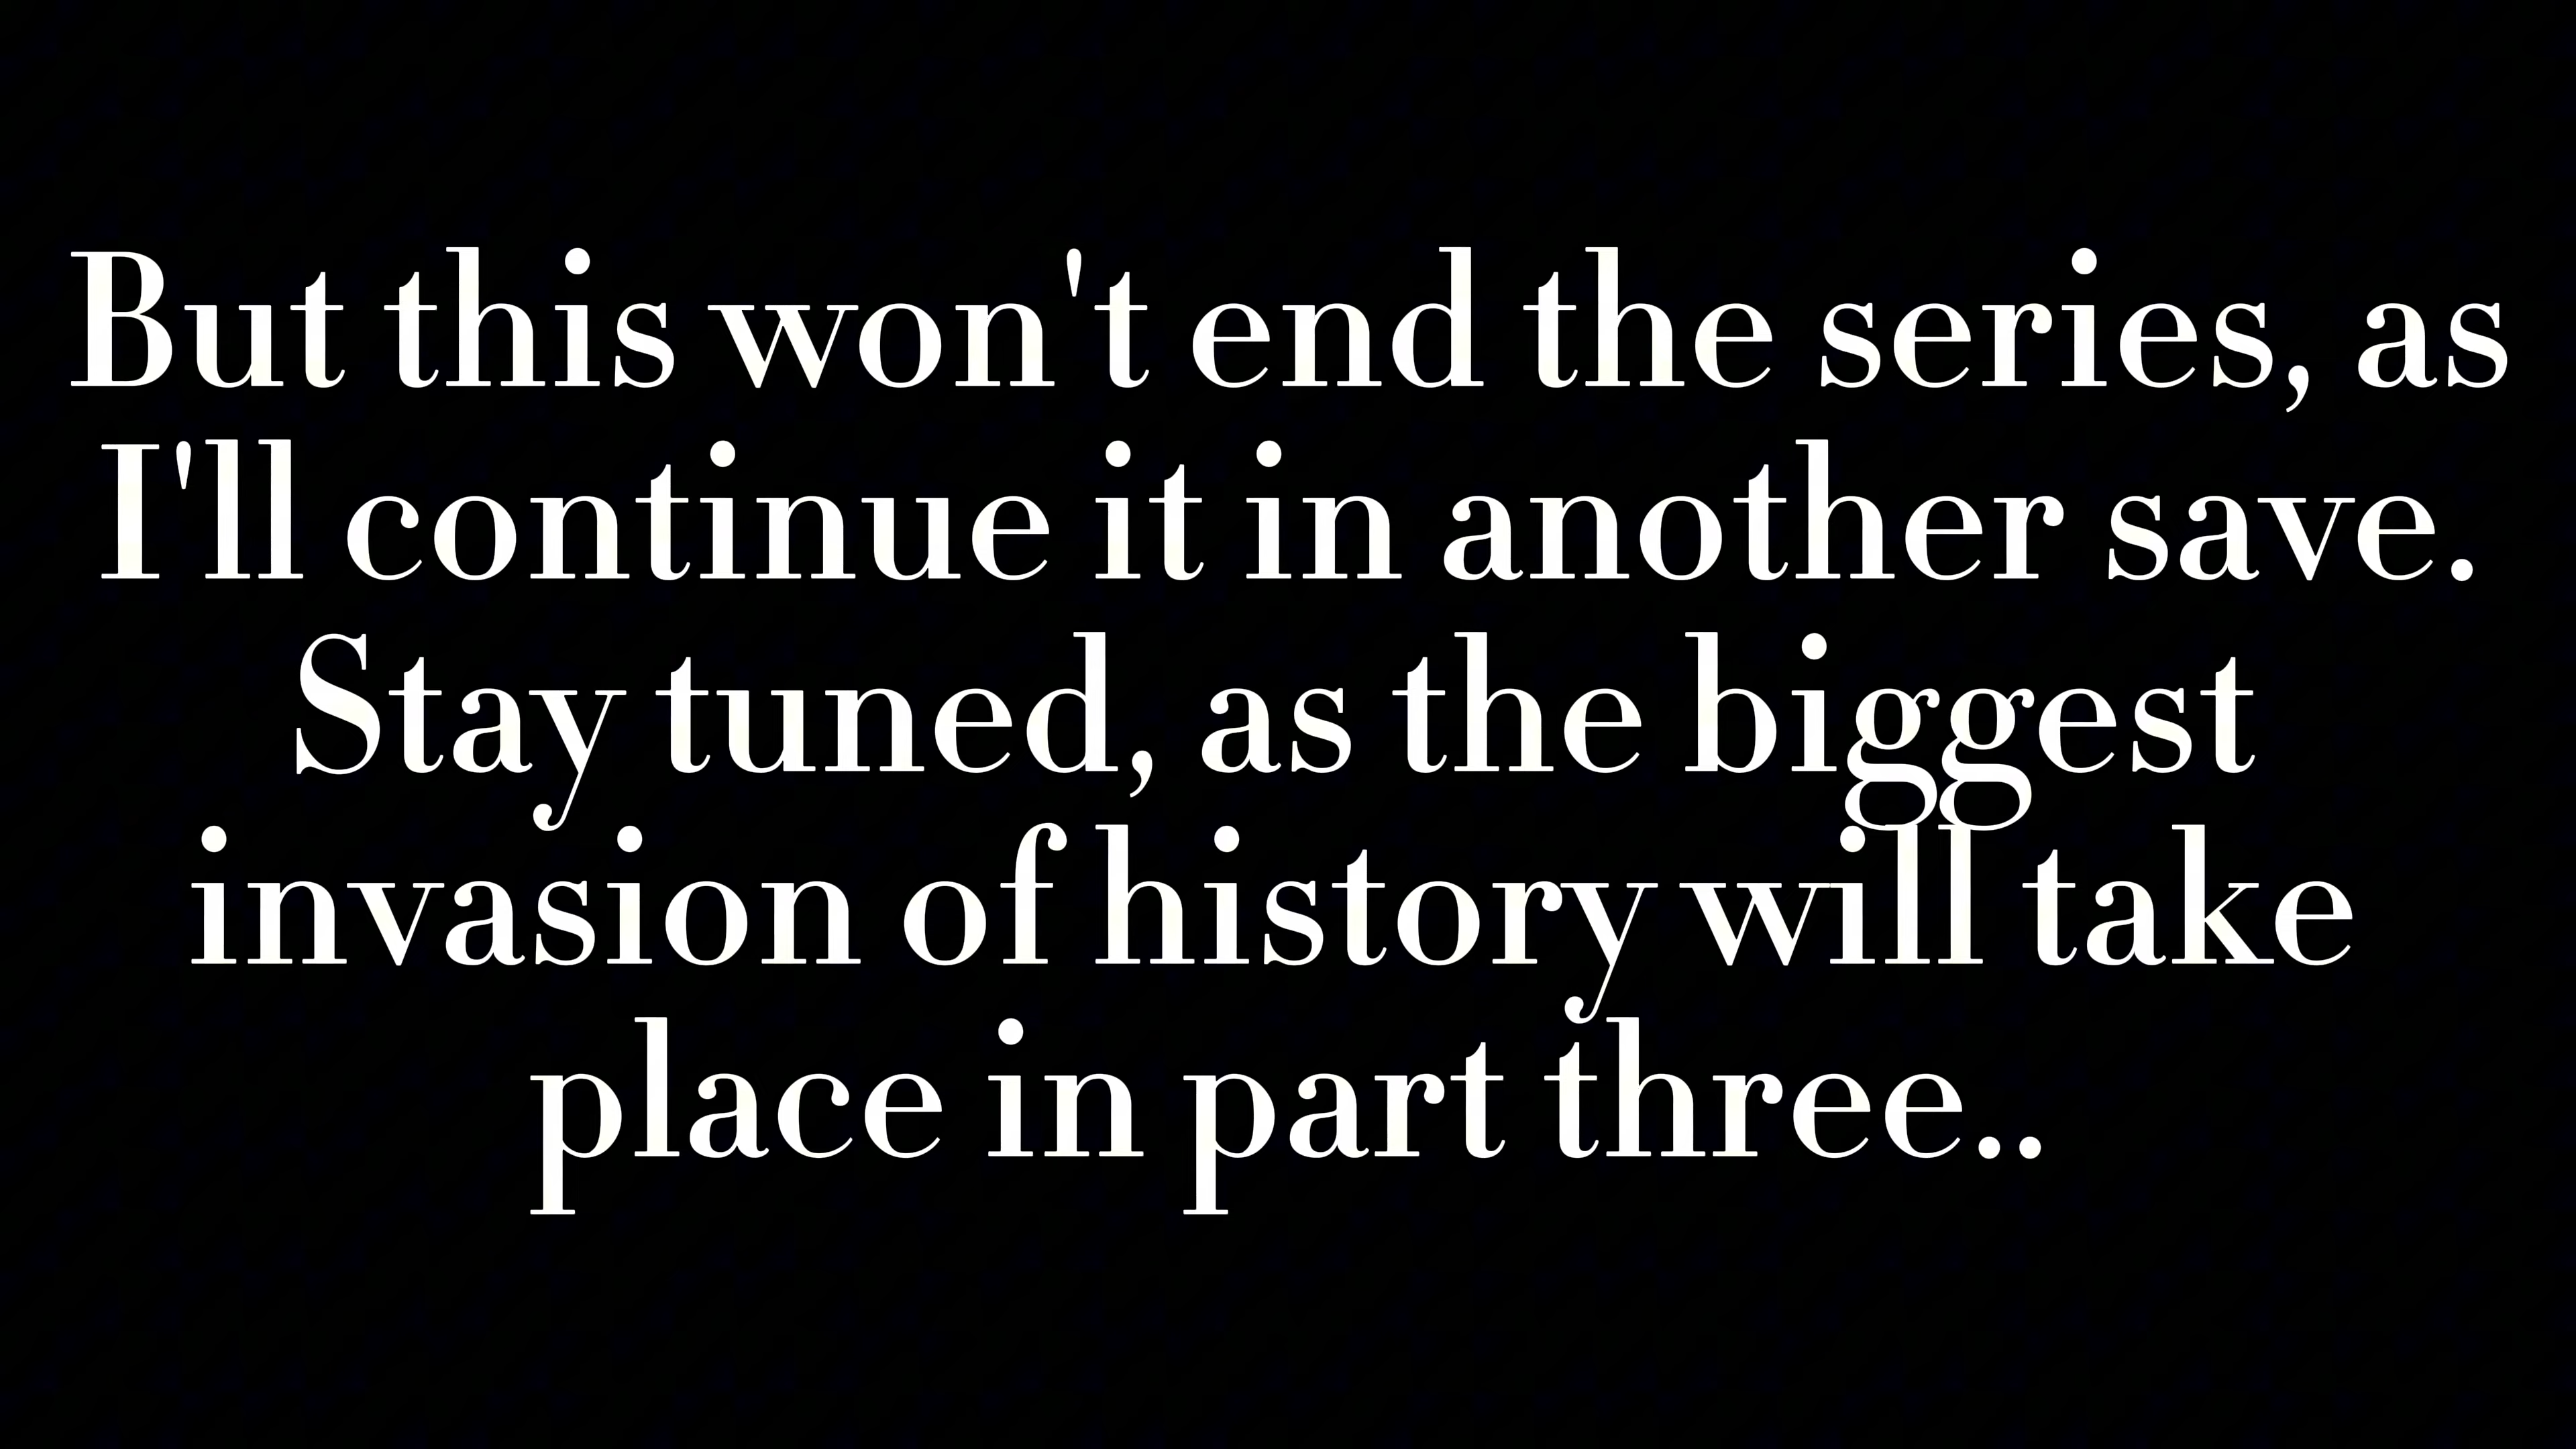 But this won't end the series, as
I'll continue it in another save.
Stay tuned, as the biggest
invasion of history will take
place in part three..